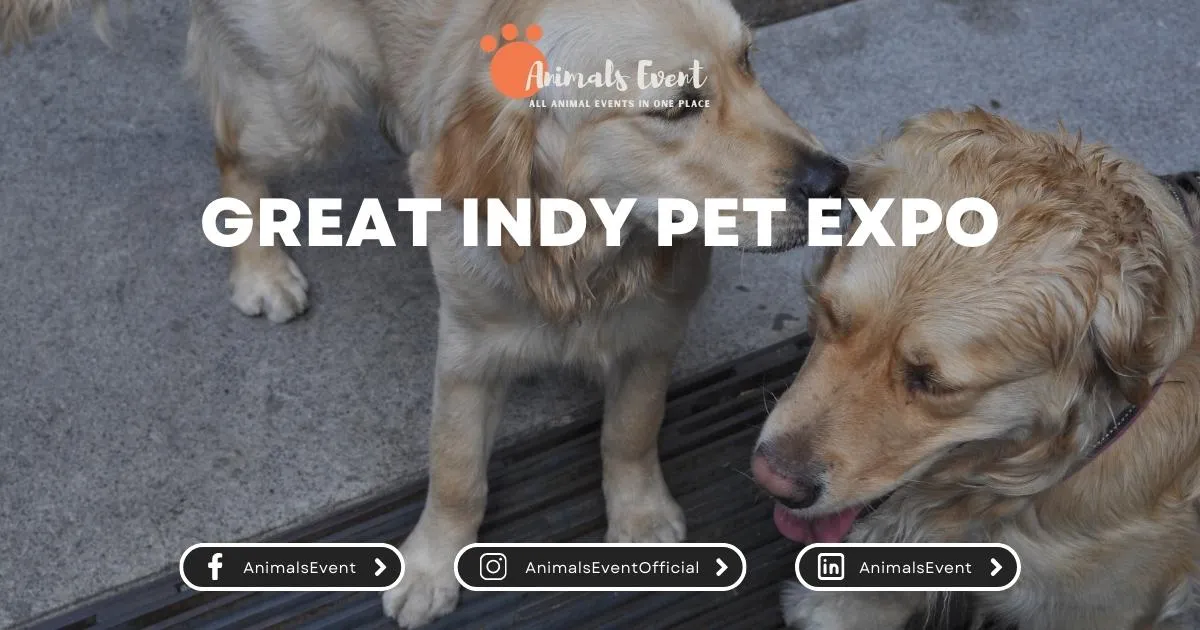 Animals Event
ALL ANIMAL EVENTS IN ONE PLACE
GREAT INDY PET EXPO
AnimalsEvent
AnimalsEventOfficial
AnimalsEvent